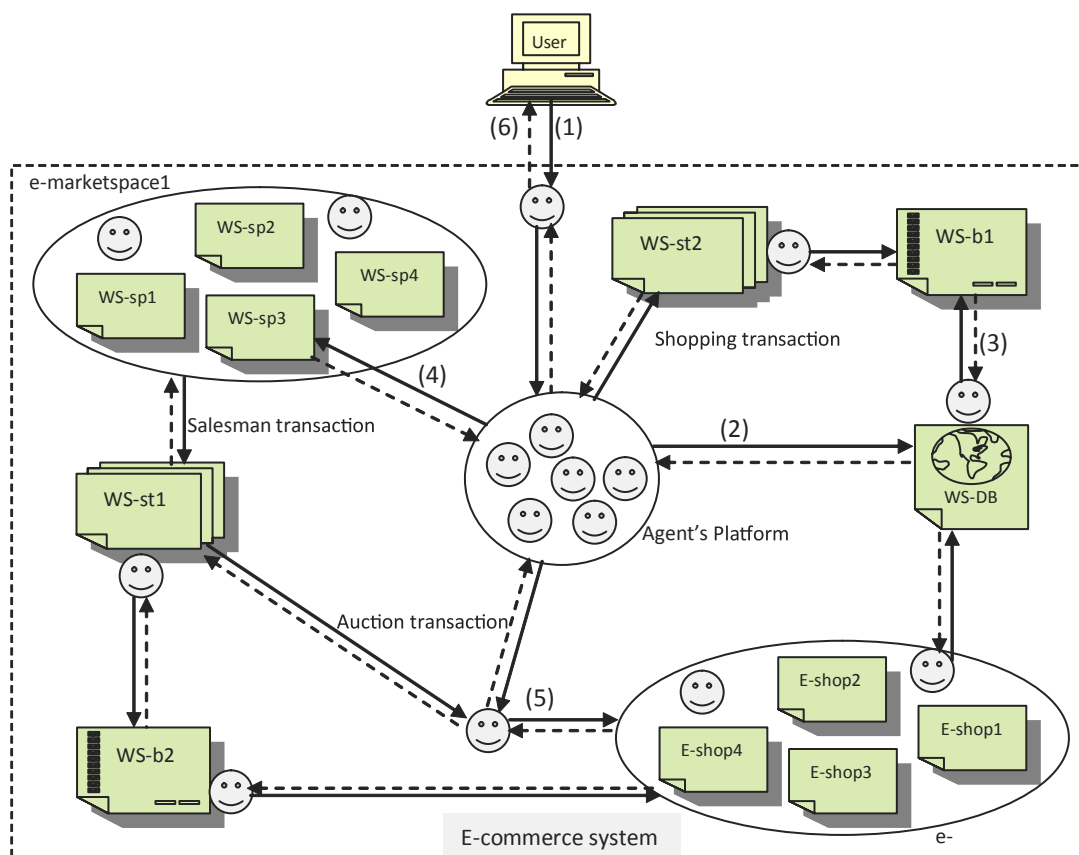 User
(6)
(1)
e-marketspace1
WS-sp2
WS-sp4
WS-sp1
WS-sp3
WS-st2
WS-b1
Shopping transaction
(3)
(4)
Salesman transaction
(2)
WS-st1
WS-DB
Agent's Platform
Auction transaction
(5)
E-shop2
E-shop1
E-shop4
E-shop3
WS-b2
E-commerce system
e-